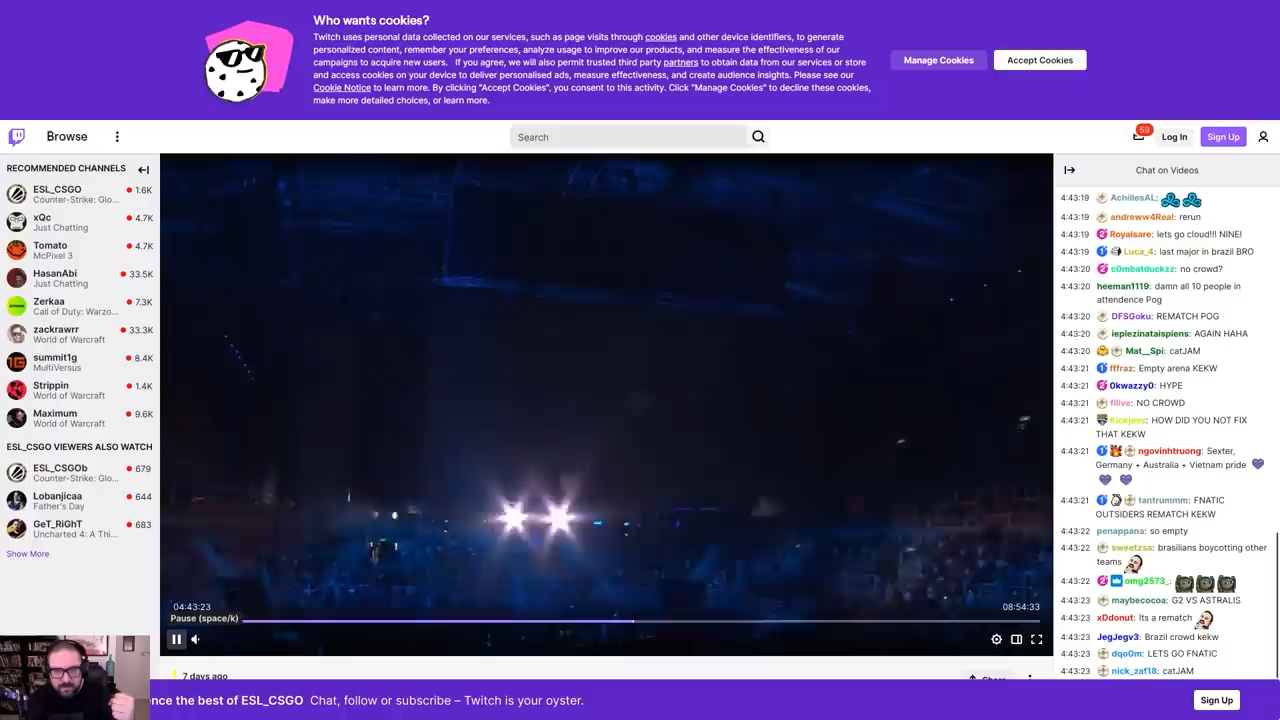 Who wants cookies?
Twitch uses personal data collected on our services, such as page visits through cookies and other device identifiers, to generate
personalized content, remember your preferences, analyze usage to improve our products, and measure the effectiveness of our
campaigns to acquire new users. If you agree, we will also permit trusted third party partners to obtain data from our services or store
and access cookies on your device to deliver personalised ads, measure effectiveness, and create audience insights. Please see our
Cookie Notice to learn more. By clicking "Accept Cookies", you consent to this activity. Click "Manage Cookies" to decline these cookies,
make more detailed choices, or learn more.
Manage Cookies
Accept Cookies
Browse
Search
59
Log In
Sign Up
RECOMMENDED CHANNELS
ESL_CSGO 1.6K
Counter-Strike: Glo...
xQc 4.7K
Just Chatting
Tomato 4.7K
McPixel 3
HasanAbi 33.5K
Just Chatting
Zerkaa 7.3K
Call of Duty: Warzo...
zackrawrr 33.3K
World of Warcraft
summit1g 8.4K
MultiVersus
Strippin 1.4K
World of Warcraft
Maximum 9.6K
World of Warcraft
ESL_CSGO VIEWERS ALSO WATCH
ESL_CSGOb 679
Counter-Strike: Glo...
Lobanjicaa 644
Father's Day
GeT_RiGhT 683
Uncharted 4: A Thi...
Show More
04:43:23
08:54:33
Pause (space/k)
7 days ago
Chat on Videos
4:43:19 AchillesAL:
4:43:19 andreww4Real: rerun
4:43:19 Royalsare: lets go cloud!!! NINE!
4:43:19 Luca_4: last major in brazil BRO
4:43:20 c0mbatduckzz: no crowd?
heeman1119: damn all 10 people in
4:43:20
attendence Pog
4:43:20 DFSGoku: REMATCH POG
4:43:20 iepiezinataispiens: AGAIN HAHA
4:43:20 Mat__Spi: catJAM
4:43:21 fffraz: Empty arena KEKW
4:43:21 0kwazzy0: HYPE
4:43:21 NO CROWD
4:43:21 HOW DID YOU NOT FIX
THAT KEKW
4:43:21 ngovinhtruong: Sexter,
Germany + Australia + Vietnam pride
4:43:21 tantrummm: FNATIC
OUTSIDERS REMATCH KEKW
4:43:22 penappana: so empty
4:43:22 sweetzsa: brasilians boycotting other
teams
4:43:22 omg2573_:
4:43:23 maybecocoa: G2 VS ASTRALIS
4:43:23 xDdonut: Its a rematch
4:43:23 JegJegv3: Brazil crowd kekw
4:43:23 dqo0m: LETS GO FNATIC
4:43:23 nick_zaf18: catJAM
nce the best of ESL_CSGO Chat, follow or subscribe – Twitch is your oyster.
Sign Up